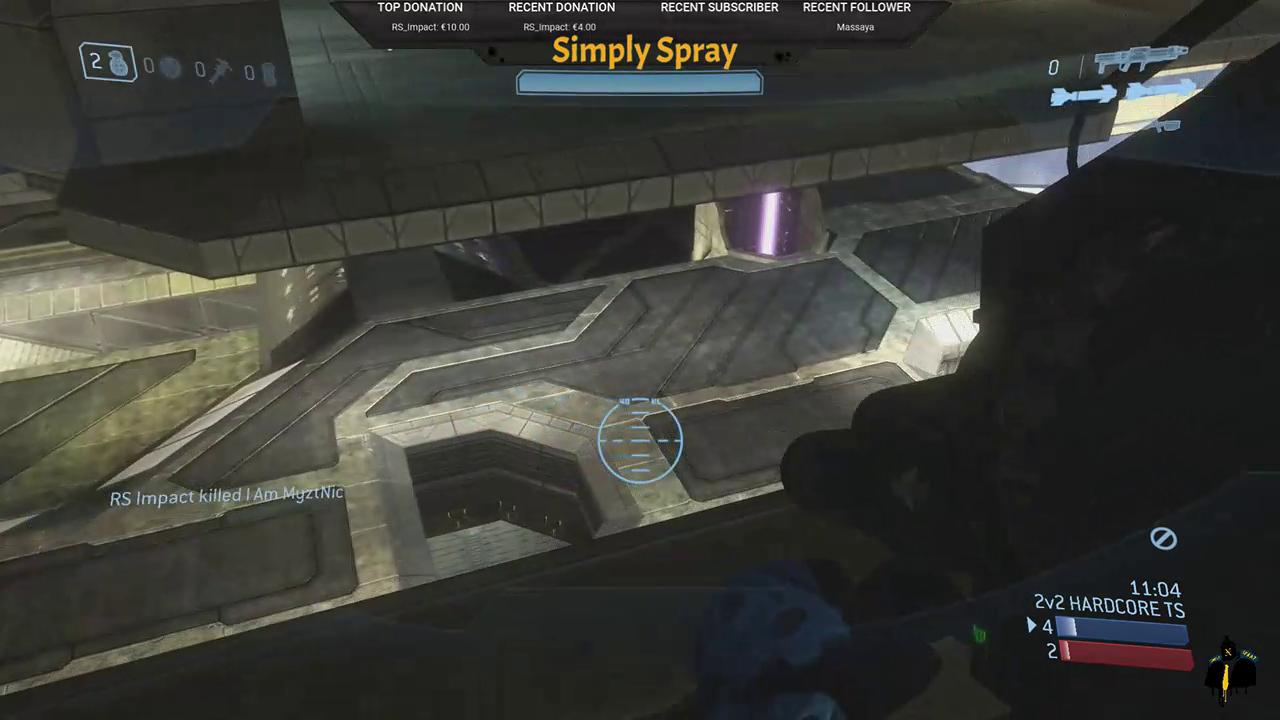 TOP DONATION RECENT DONATION RECENT SUBSCRIBER RECENT FOLLOWER
RS_Impact: €10.00 RS_Impact: €4.00 Massaya
Simply Spray
2 0 0 0
0
RS Impact killed I Am MyztNic
11:04
2v2 HARDCORE TS
4
2